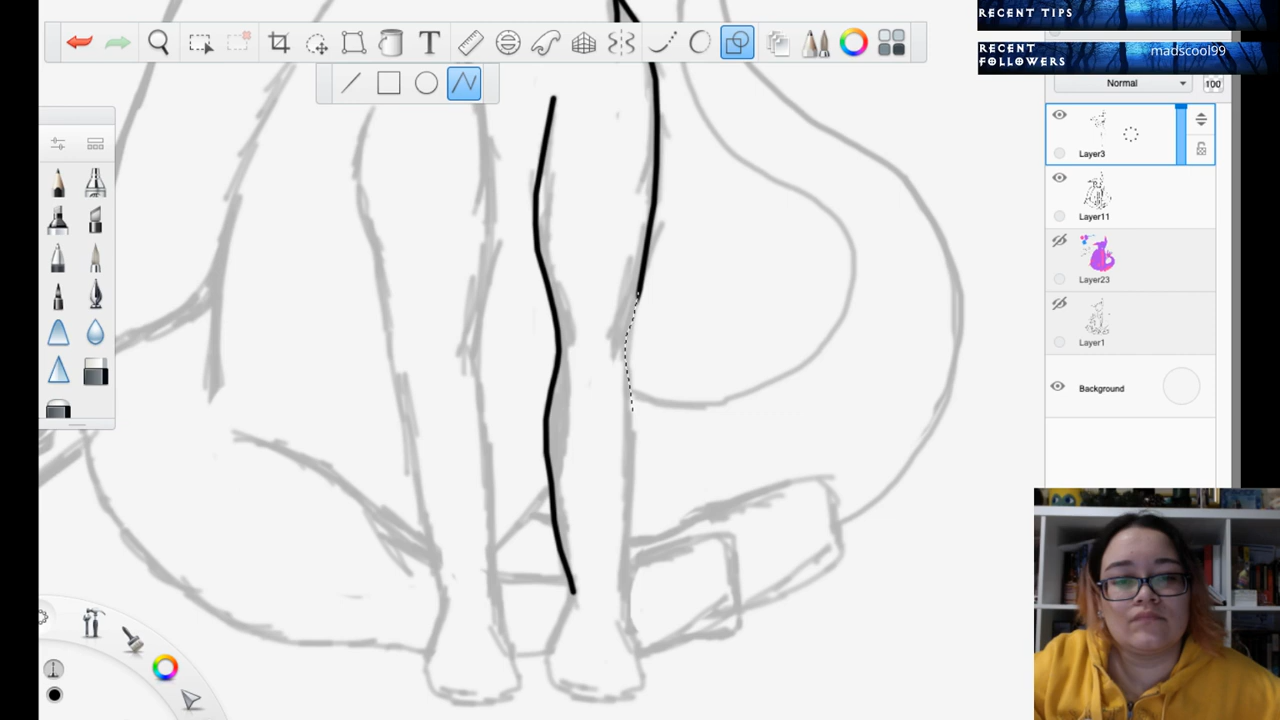 RECENT TIPS
RECENT FOLLOWERS
madscool99
Normal
100
Layer3
Layer11
Layer23
Layer1
Background